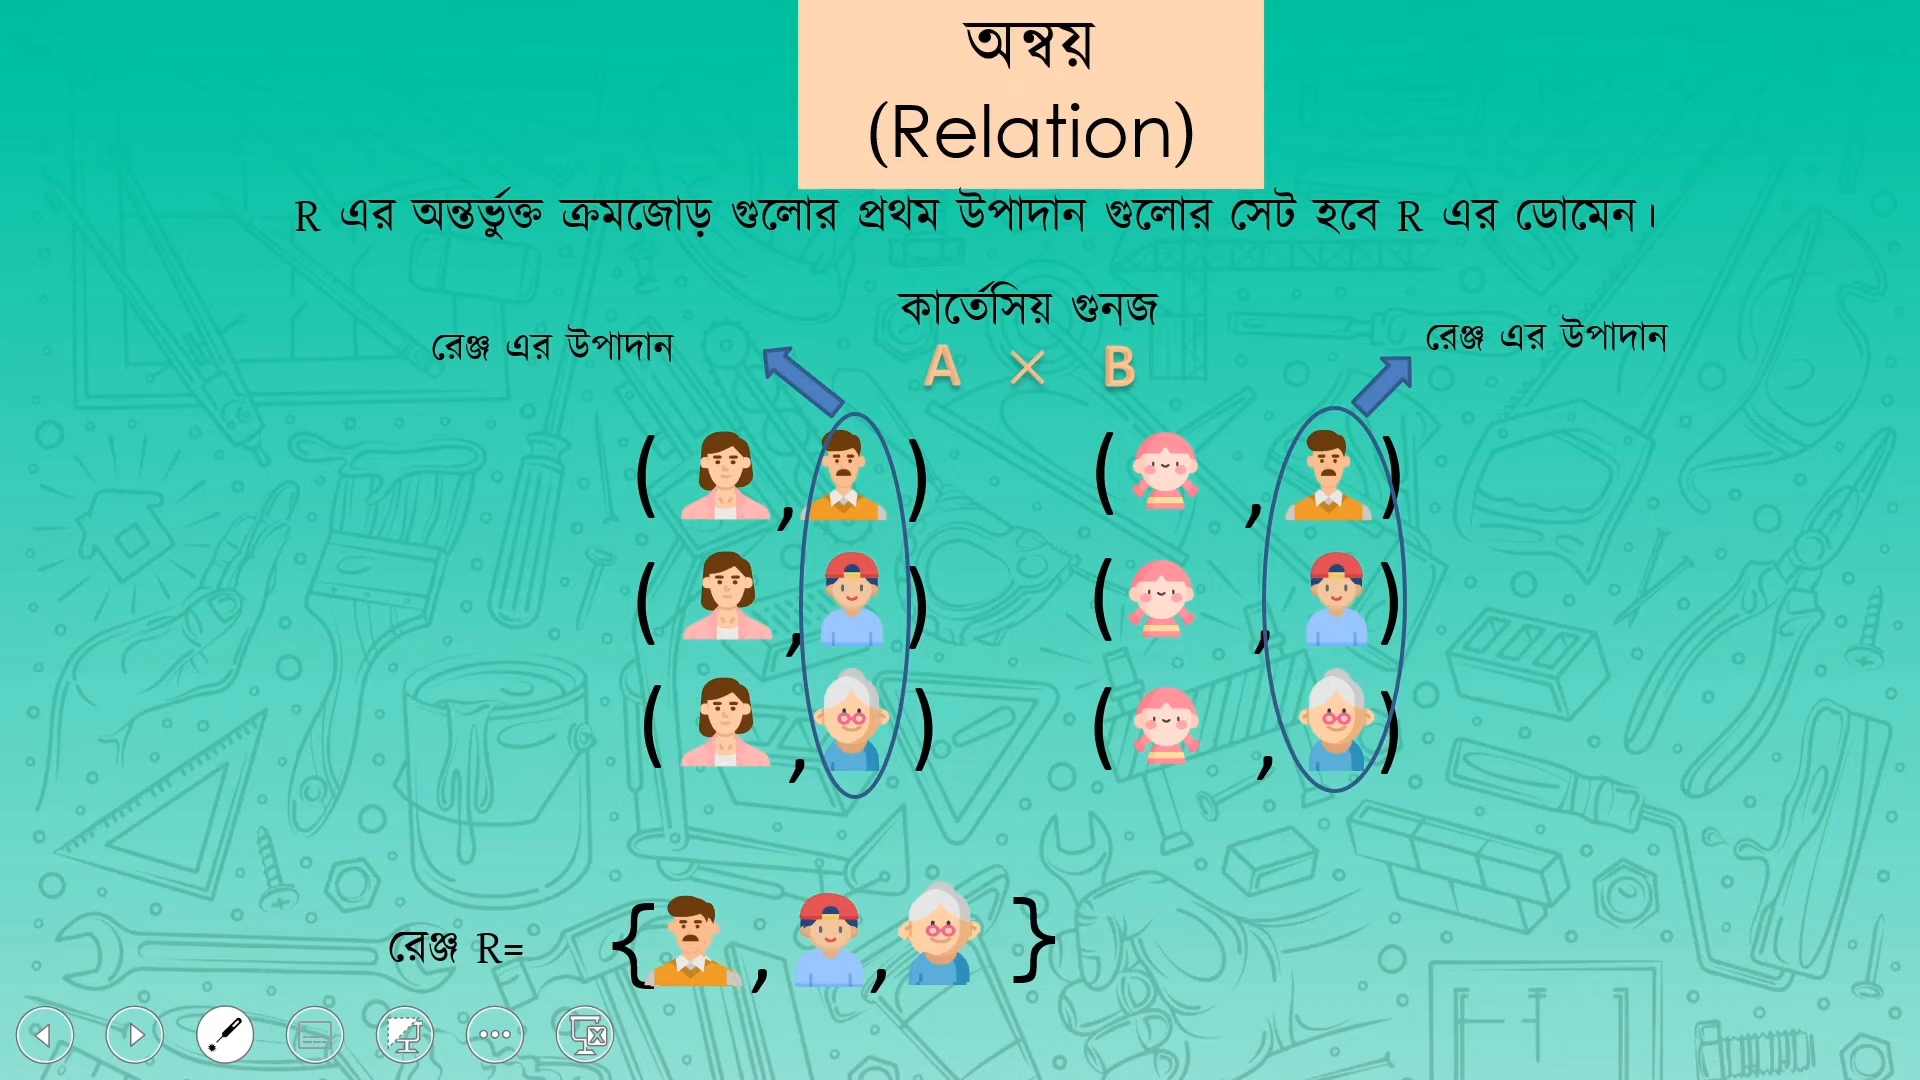 অন্বয়
(Relation)
R এর অন্তর্ভুক্ত ক্রমজোড় গুলোর প্রথম উপাদান গুলোর সেট হবে R এর ডোমেন।
কার্তেসিয় গুনজ
রেঞ্জ এর উপাদান
রেঞ্জ এর উপাদান
A × B
( , ) ( , )
( , ) ( , )
( , ) ( , )
রেঞ্জ R= { , , }